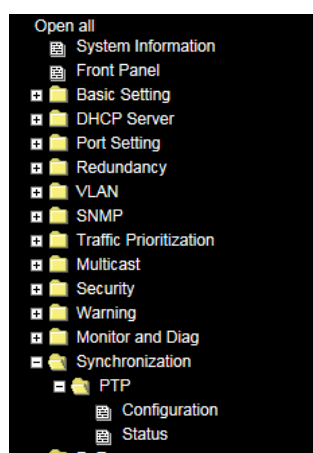 Open all
System Information
Front Panel
Basic Setting
DHCP Server
Port Setting
Redundancy
VLAN
SNMP
Traffic Prioritization
Multicast
Security
Warning
Monitor and Diag
Synchronization
PTP
Configuration
Status